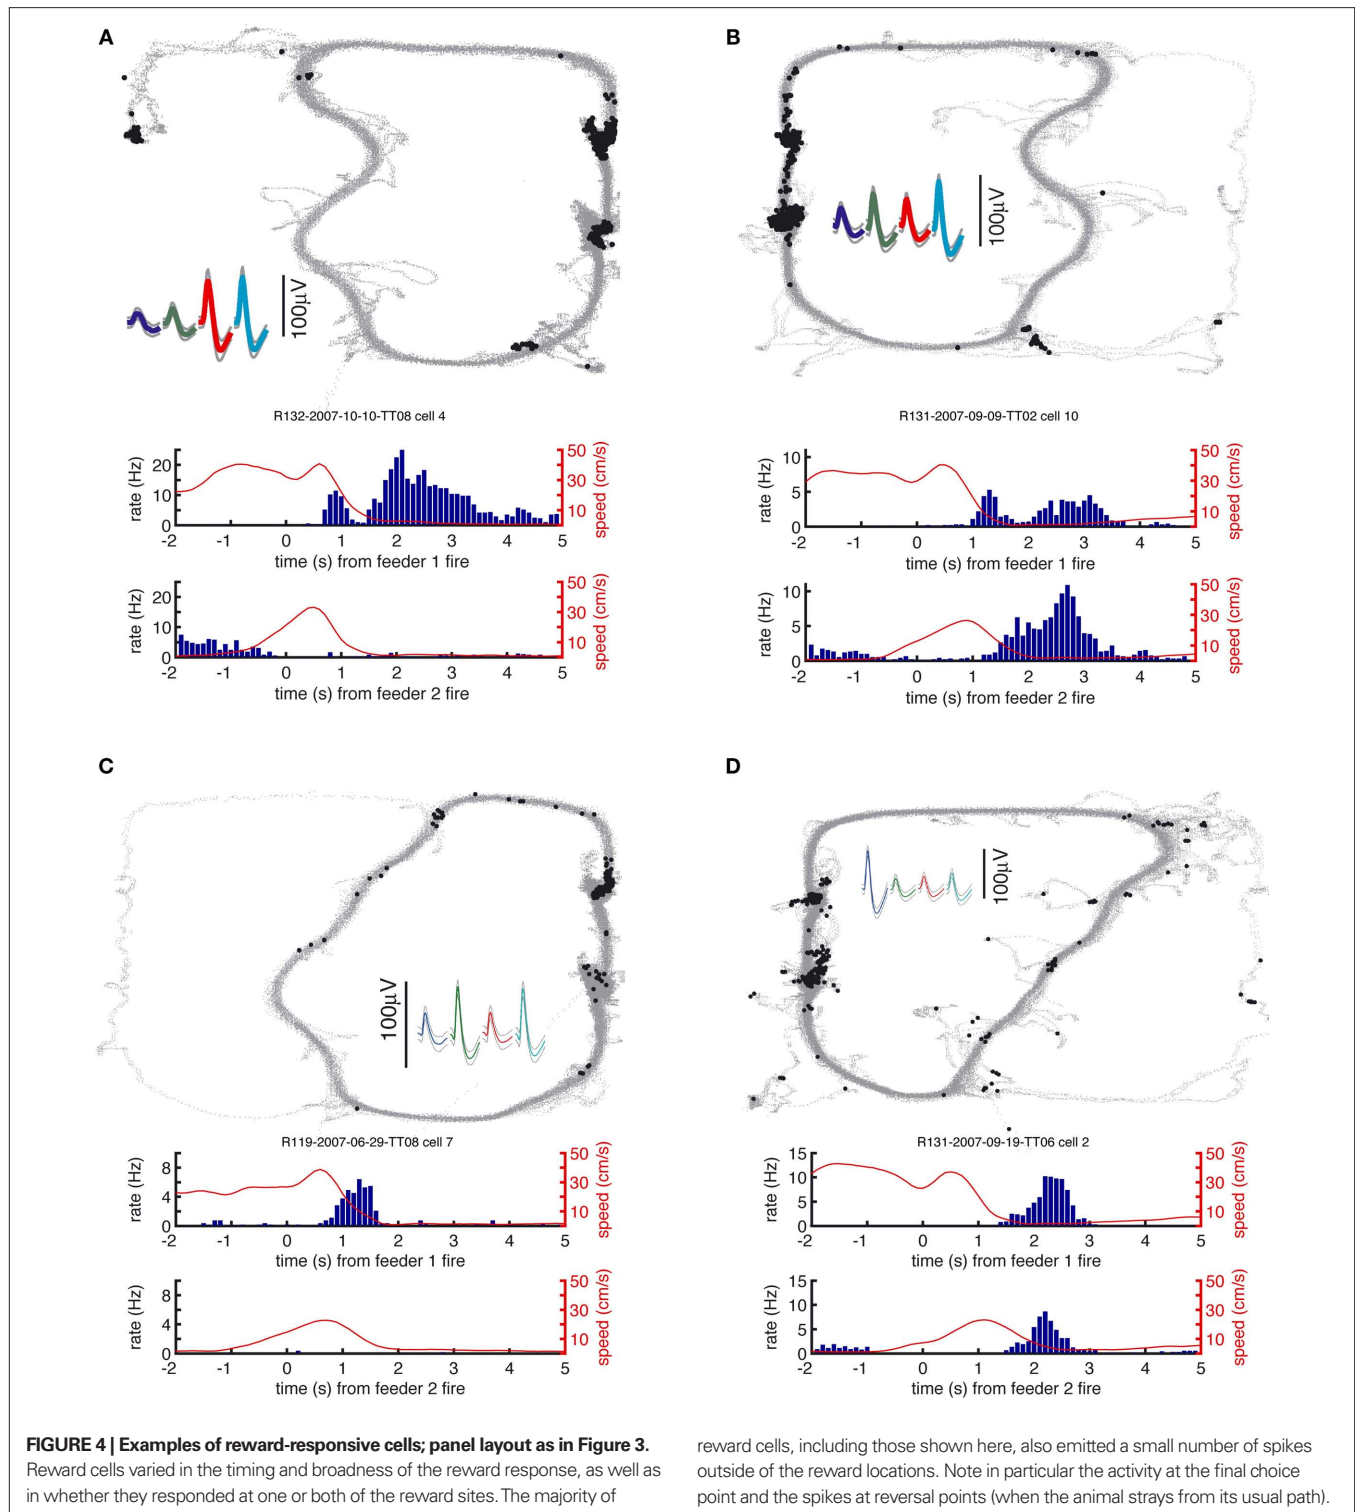 A
B
100μV
100μV
R132-2007-10-10-TT08 cell 4
R131-2007-09-09-TT02 cell 10
rate (Hz)
20
10
0
50
30
10
speed (cm/s)
-2 -1 0 1 2 3 4 5
time (s) from feeder 1 fire
rate (Hz)
10
5
0
50
30
10
speed (cm/s)
-2 -1 0 1 2 3 4 5
time (s) from feeder 1 fire
rate (Hz)
20
10
0
50
30
10
speed (cm/s)
-2 -1 0 1 2 3 4 5
time (s) from feeder 2 fire
rate (Hz)
10
5
0
50
30
10
speed (cm/s)
-2 -1 0 1 2 3 4 5
time (s) from feeder 2 fire
C
D
100μV
100μV
R119-2007-06-29-TT08 cell 7
R131-2007-09-19-TT06 cell 2
rate (Hz)
8
4
0
50
30
10
speed (cm/s)
-2 -1 0 1 2 3 4 5
time (s) from feeder 1 fire
rate (Hz)
15
10
5
0
50
30
10
speed (cm/s)
-2 -1 0 1 2 3 4 5
time (s) from feeder 1 fire
rate (Hz)
8
4
0
50
30
10
speed (cm/s)
-2 -1 0 1 2 3 4 5
time (s) from feeder 2 fire
rate (Hz)
15
10
5
0
50
30
10
speed (cm/s)
-2 -1 0 1 2 3 4 5
time (s) from feeder 2 fire
FIGURE 4 | Examples of reward-responsive cells; panel layout as in Figure 3.
Reward cells varied in the timing and broadness of the reward response, as well as
in whether they responded at one or both of the reward sites. The majority of
reward cells, including those shown here, also emitted a small number of spikes
outside of the reward locations. Note in particular the activity at the final choice
point and the spikes at reversal points (when the animal strays from its usual path).